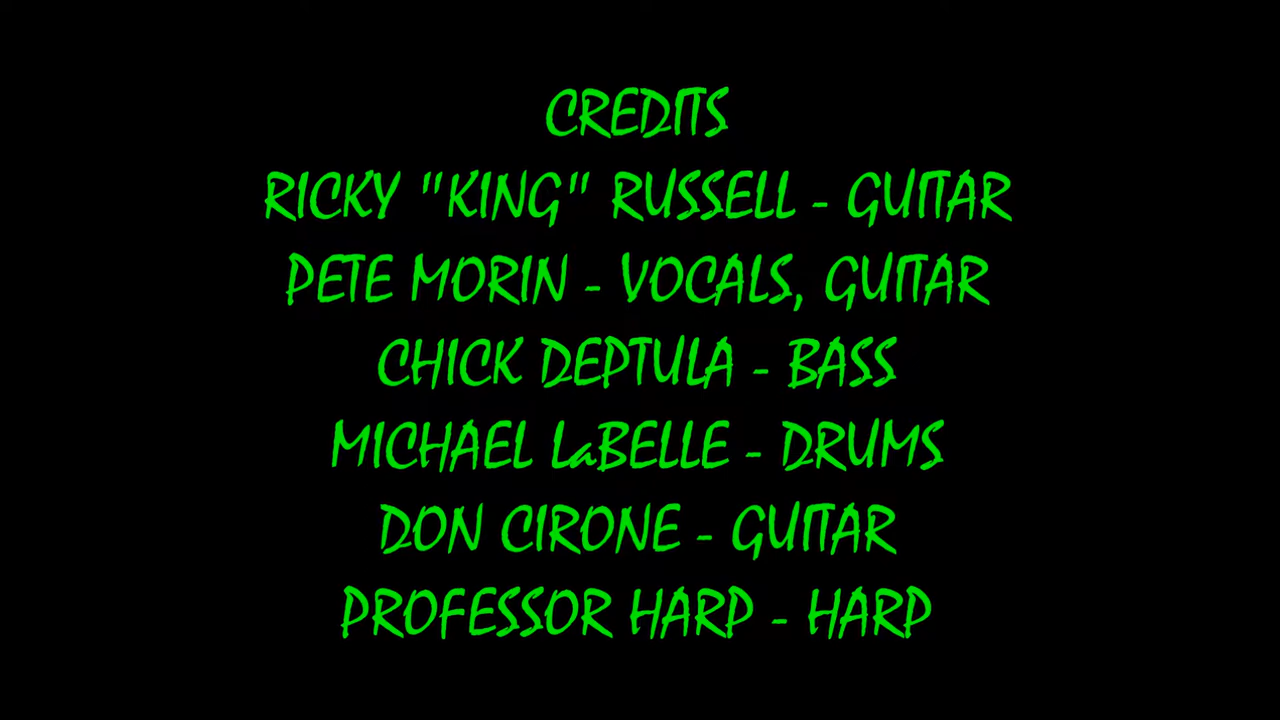 CREDITS
RICKY "KING" RUSSELL - GUITAR
PETE MORIN - VOCALS, GUITAR
CHICK DEPTULA - BASS
MICHAEL LaBELLE - DRUMS
DON CIRONE - GUITAR
PROFESSOR HARP - HARP